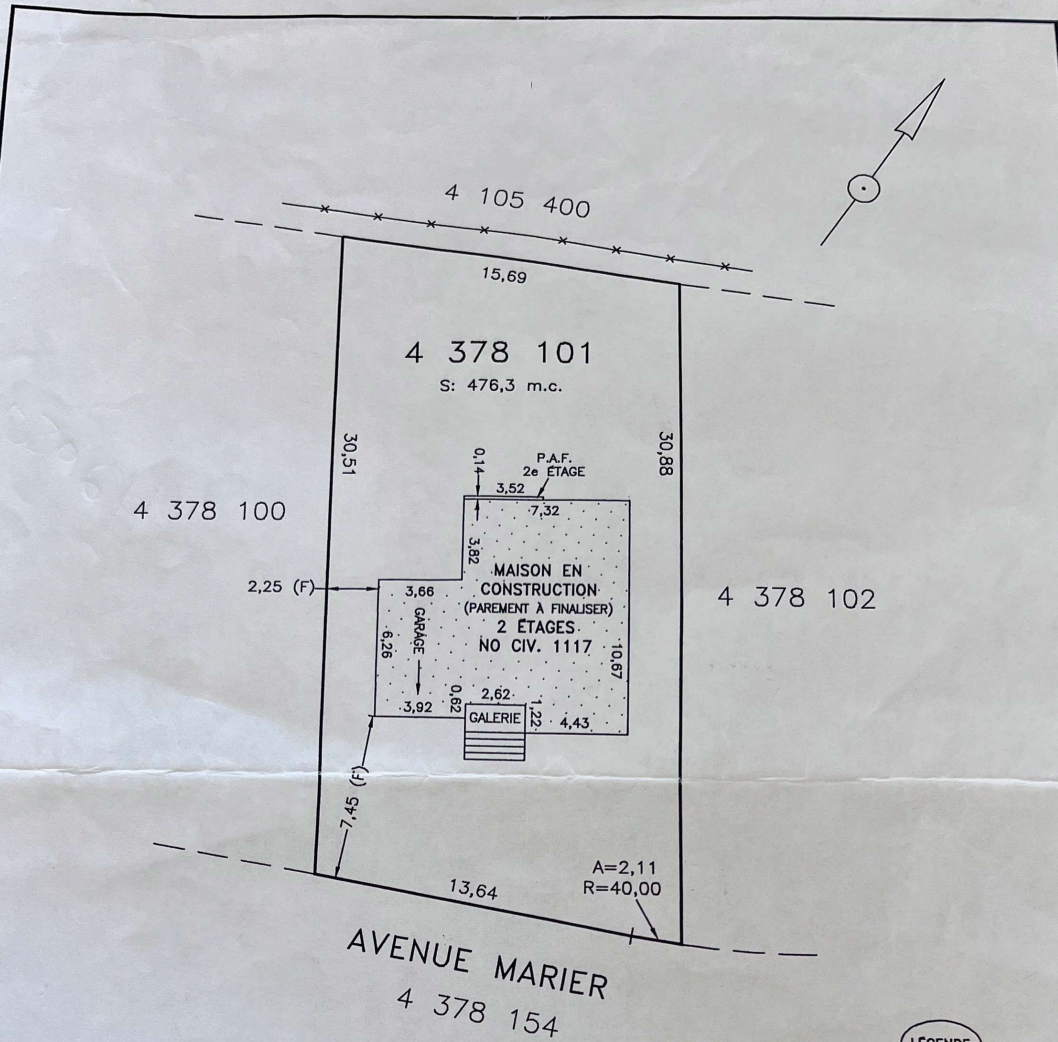 4 105 400
15,69
4 378 101
S: 476,3 m.c.
30,51
30,88
0,14
P.A.F.
2e ÉTAGE
3,52
7,32
4 378 100
3,82
2,25 (F)
3,66
MAISON EN
CONSTRUCTION
(PAREMENT À FINALISER)
2 ÉTAGES
NO CIV. 1117
4 378 102
GARAGE
6,26
10,67
3,92
0,62
2,62
GALERIE
1,22
4,43
7,45 (F)
A=2,11
R=40,00
13,64
AVENUE MARIER
4 378 154
LÉGENDE